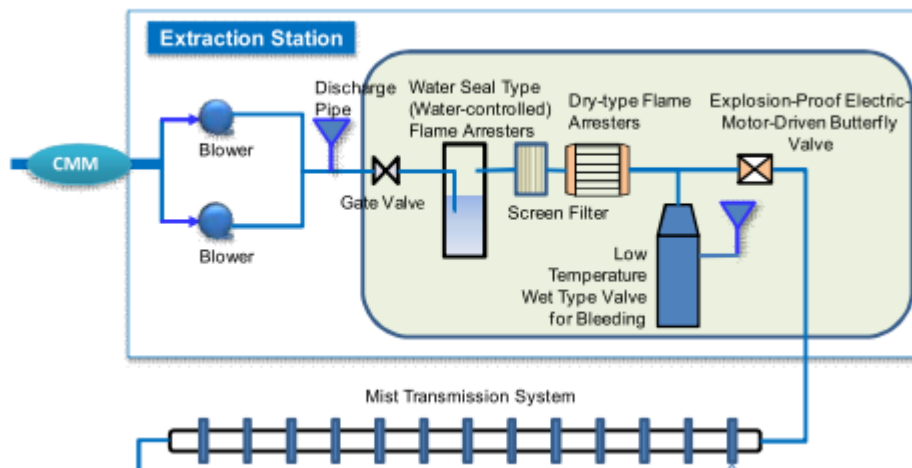 Extraction Station
Discharge
Pipe
Water Seal Type
(Water-controlled)
Flame Arresters
Dry-type Flame
Arresters
Explosion-Proof Electric-
Motor-Driven Butterfly
Valve
Blower
CMM
Gate Valve
Screen Filter
Blower
Low
Temperature
Wet Type Valve
for Bleeding
Mist Transmission System